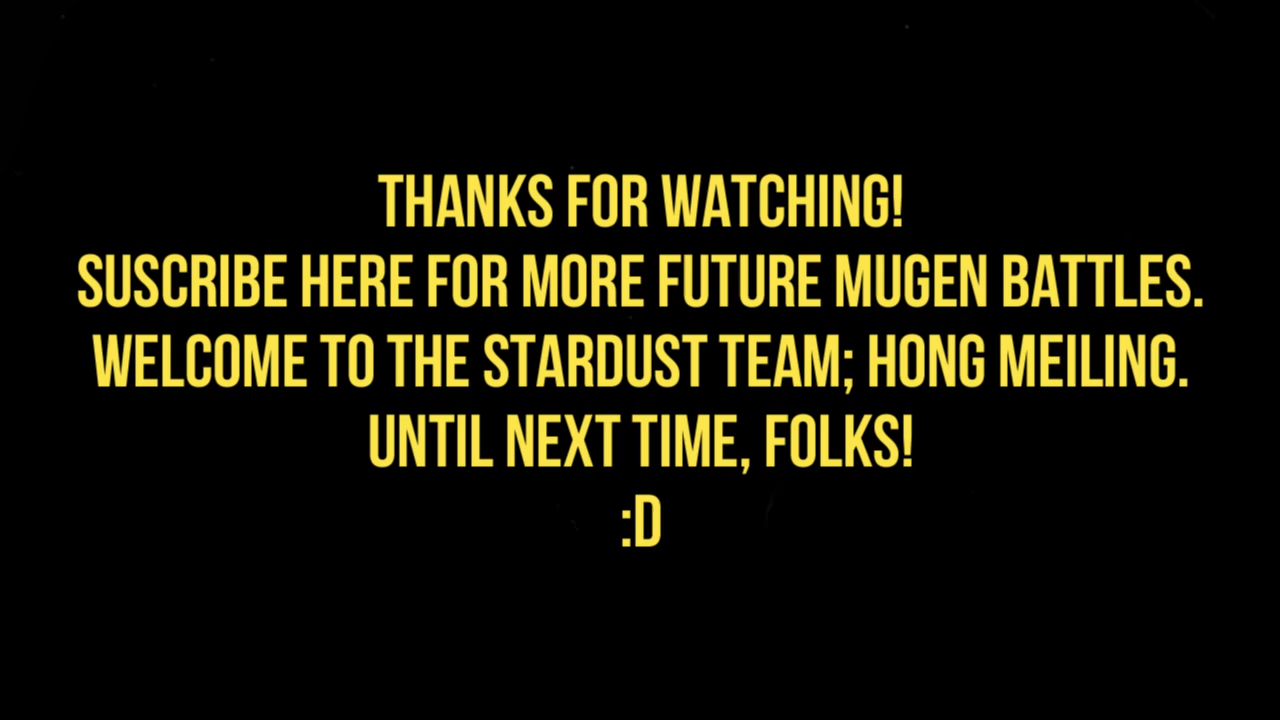 THANKS FOR WATCHING!
SUSCRIBE HERE FOR MORE FUTURE MUGEN BATTLES.
WELCOME TO THE STARDUST TEAM; HONG MEILING.
UNTIL NEXT TIME, FOLKS!
:D